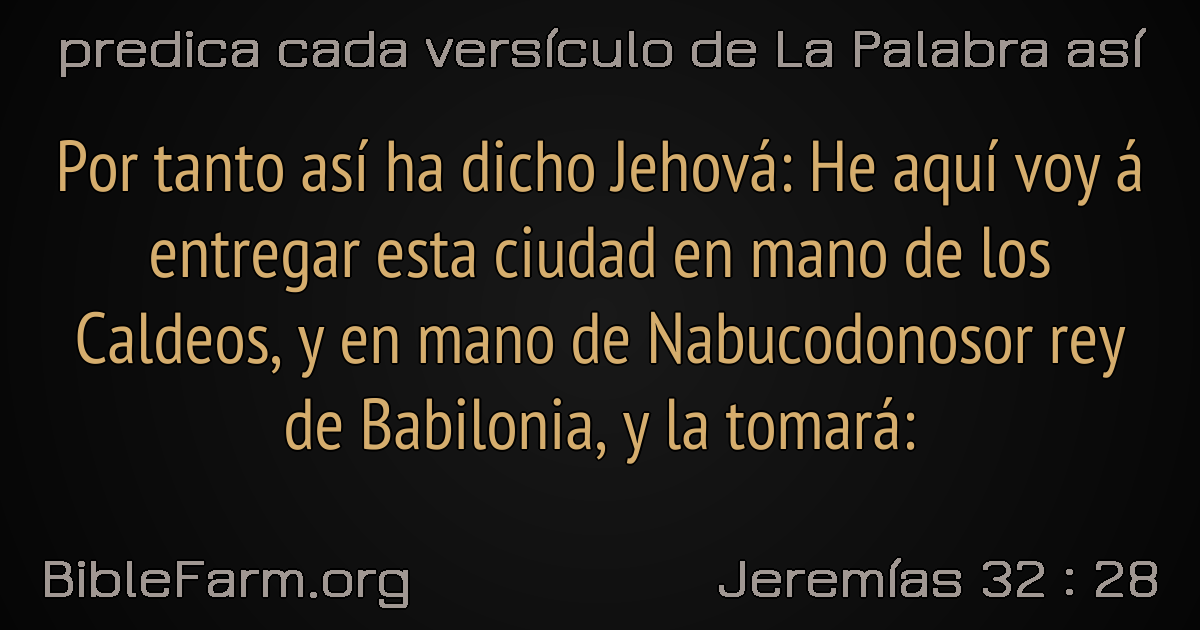 predica cada versículo de La Palabra así
Por tanto así ha dicho Jehová: He aquí voy á
entregar esta ciudad en mano de los
Caldeos, y en mano de Nabucodonosor rey
de Babilonia, y la tomará:
BibleFarm.org
Jeremías 32 : 28